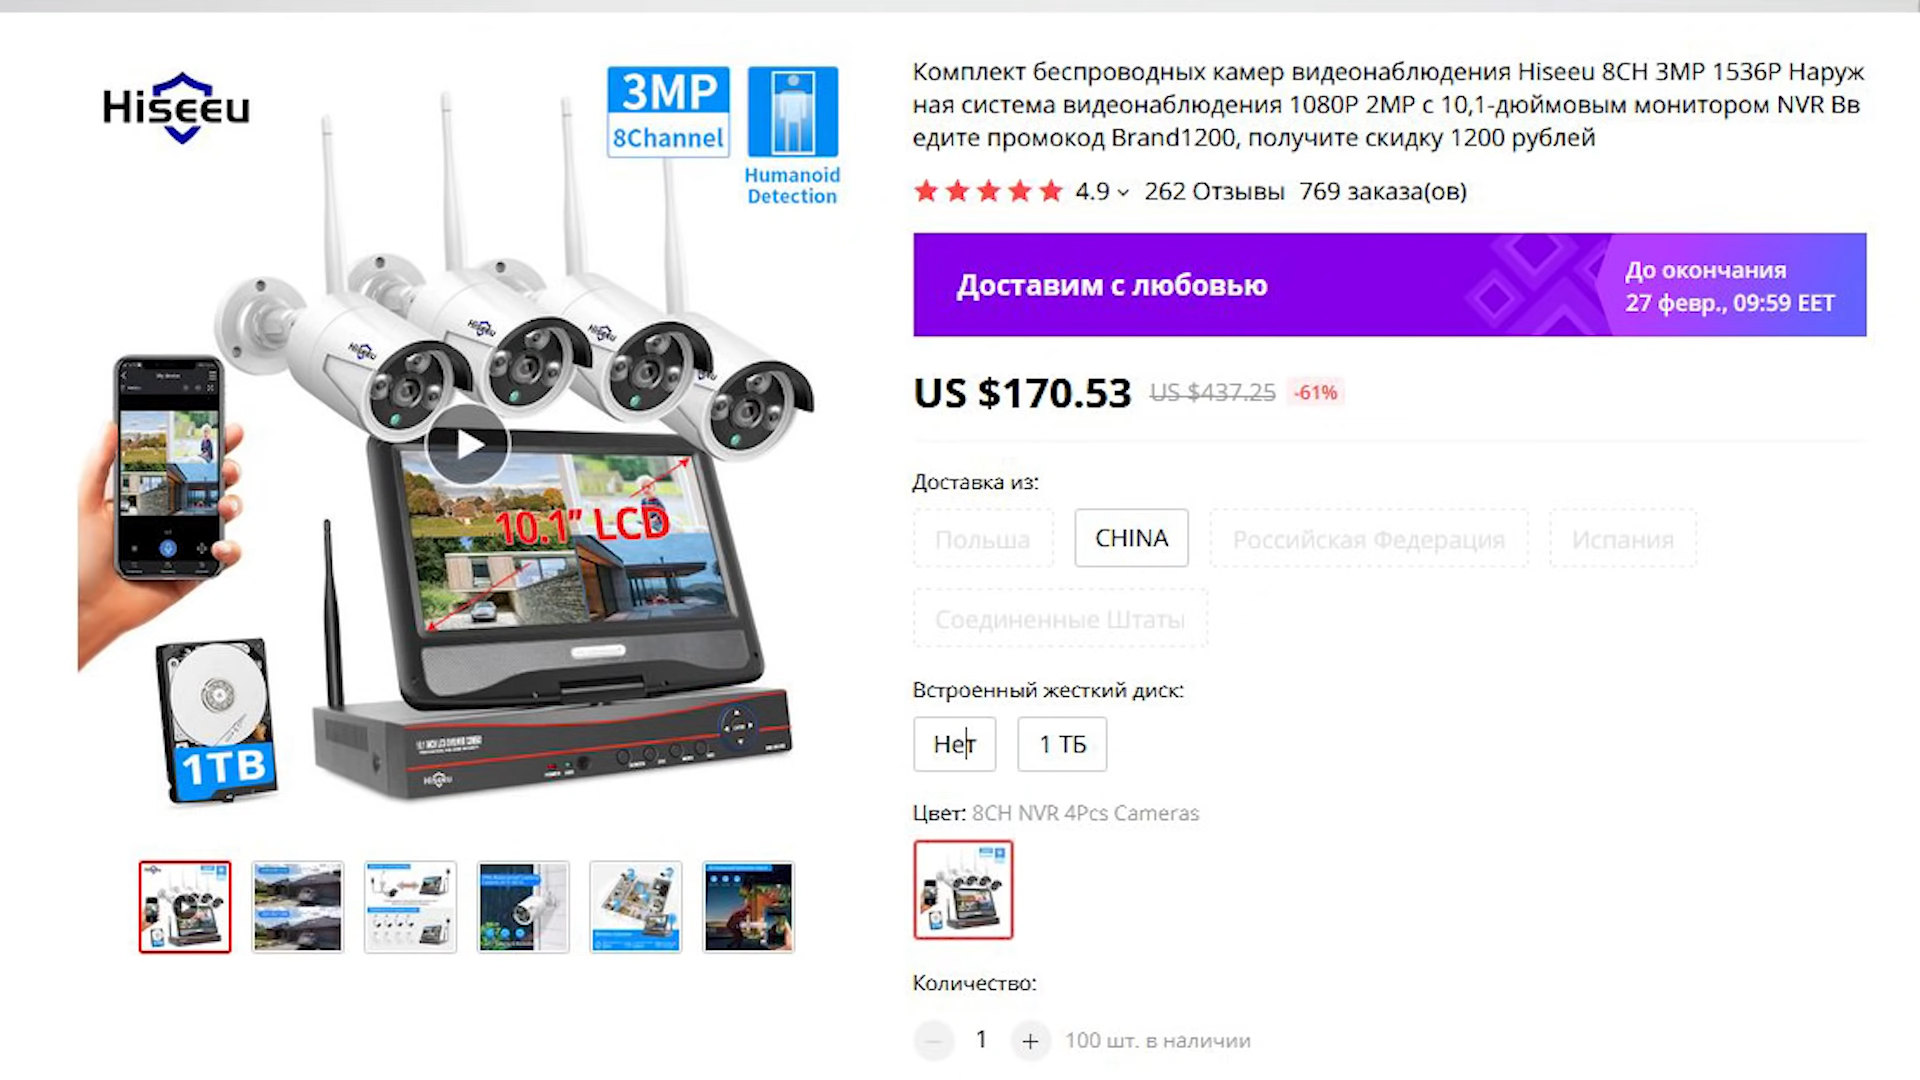 Hiseeu
3MP
8Channel
Humanoid
Detection
Hiseeu
Hiseeu
Hiseeu
10.1” LCD
1TB
Hiseeu
Комплект беспроводных камер видеонаблюдения Hiseeu 8CH 3MP 1536P Наруж
ная система видеонаблюдения 1080P 2MP с 10,1-дюймовым монитором NVR Вв
едите промокод Brand1200, получите скидку 1200 рублей
4.9 262 Отзывы 769 заказа(ов)
Доставим с любовью
До окончания
27 февр., 09:59 EET
US $170.53 US $437.25 -61%
Доставка из:
Польша CHINA Российская Федерация Испания
Соединенные Штаты
Встроенный жесткий диск:
Нет 1 ТБ
Цвет: 8CH NVR 4Pcs Cameras
Количество:
1 + 100 шт. в наличии